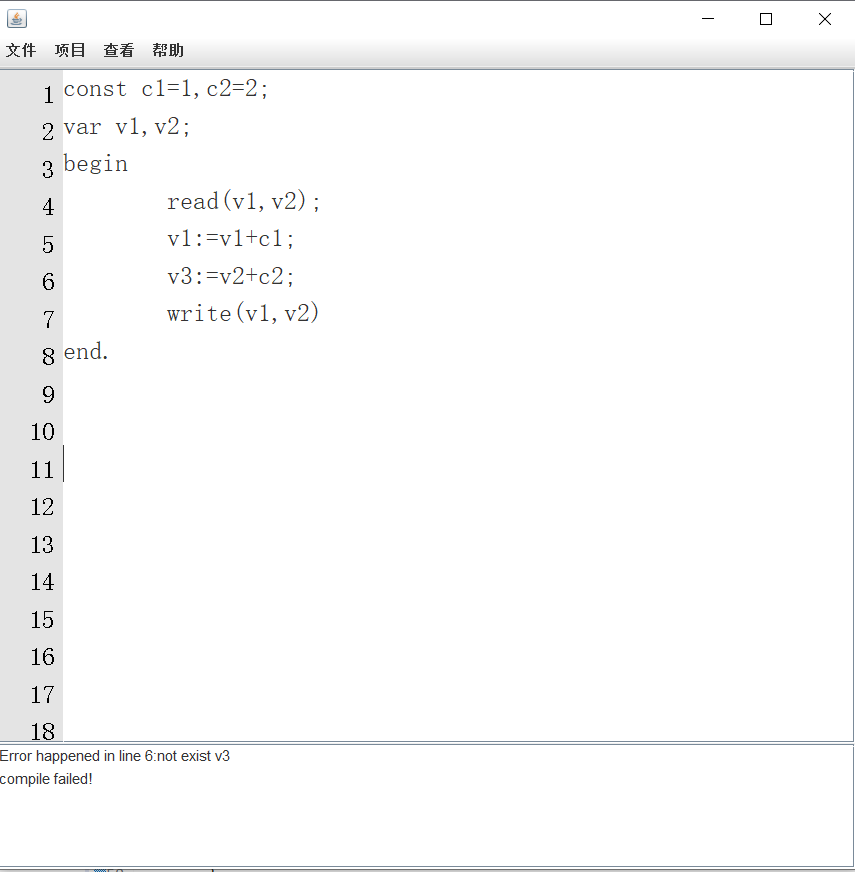 文件 项目 查看 帮助
1 const c1=1,c2=2;
2 var v1,v2;
3 begin
4 read(v1,v2);
5 v1:=v1+c1;
6 v3:=v2+c2;
7 write(v1,v2)
8 end.
9
10
11
12
13
14
15
16
17
18
Error happened in line 6:not exist v3
compile failed!